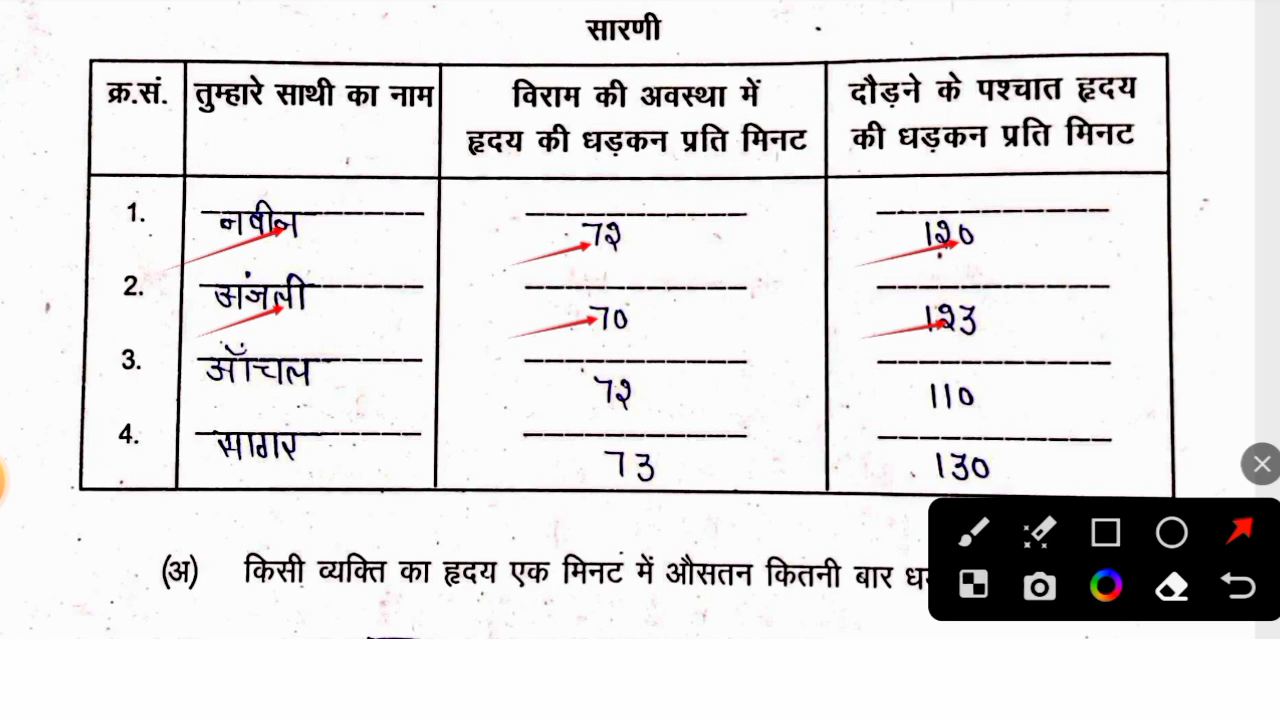 सारणी
क्र.सं. तुम्हारे साथी का नाम विराम की अवस्था में हृदय की धड़कन प्रति मिनट दौड़ने के पश्चात हृदय की धड़कन प्रति मिनट
1. नवीन 72 120
2. अंजली 70 123
3. आँचल 72 110
4. सागर 73 130
(अ) किसी व्यक्ति का हृदय एक मिनट में औसतन कितनी बार